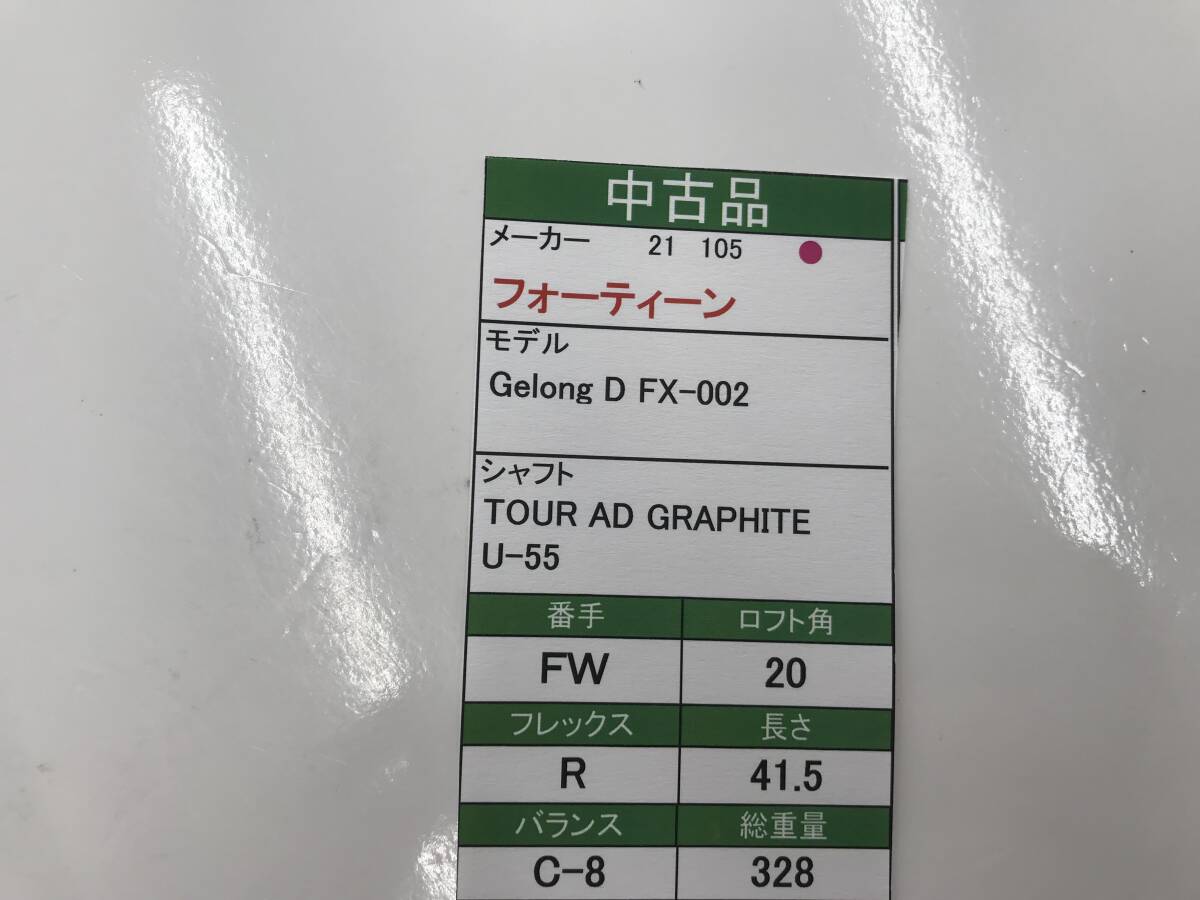 中古品
メーカー 21 105
フォーティーン
モデル
Gelong D FX-002
シャフト
TOUR AD GRAPHITE
U-55
番手 ロフト角
FW 20
フレックス 長さ
R 41.5
バランス 総重量
C-8 328